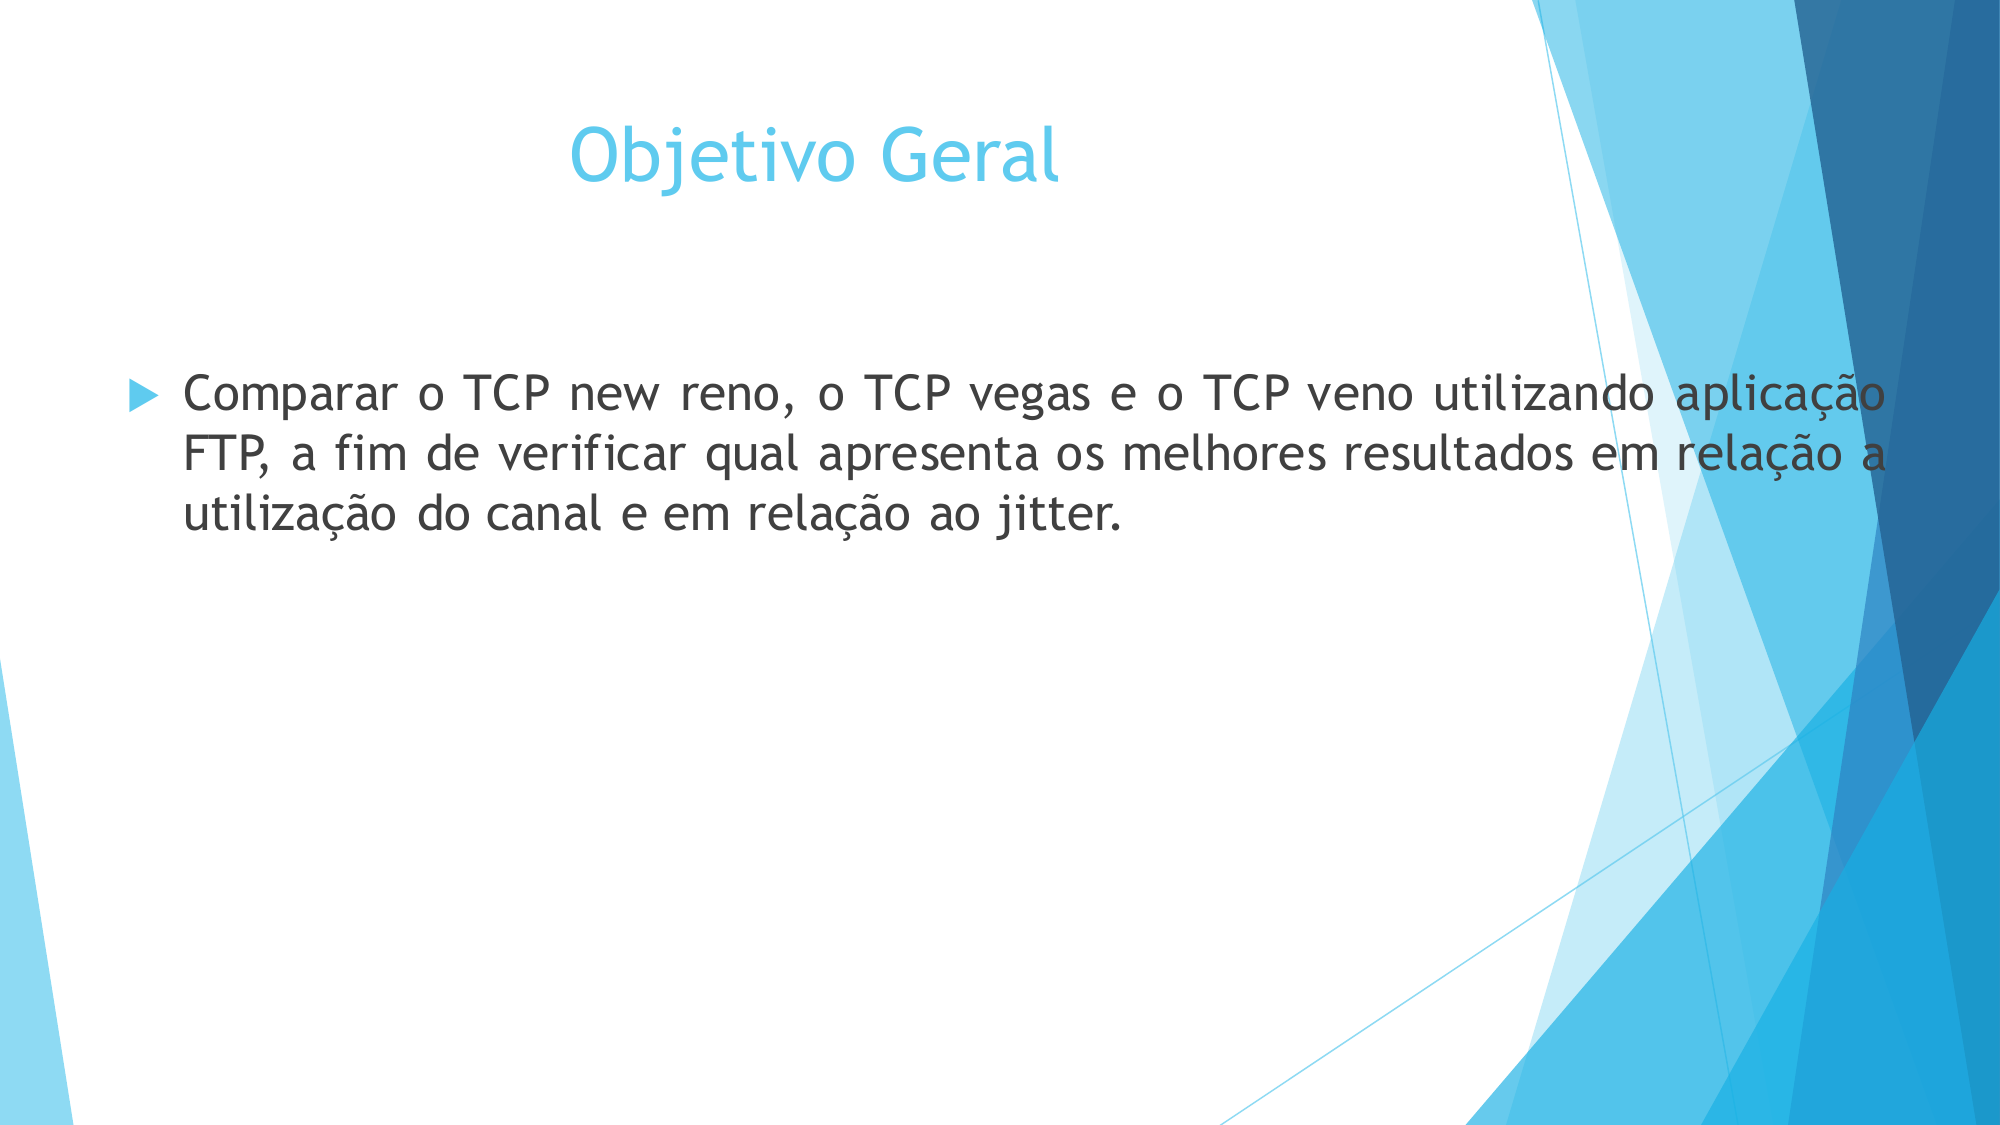 Objetivo Geral
Comparar o TCP new reno, o TCP vegas e o TCP veno utilizando aplicação
FTP, a fim de verificar qual apresenta os melhores resultados em relação a
utilização do canal e em relação ao jitter.